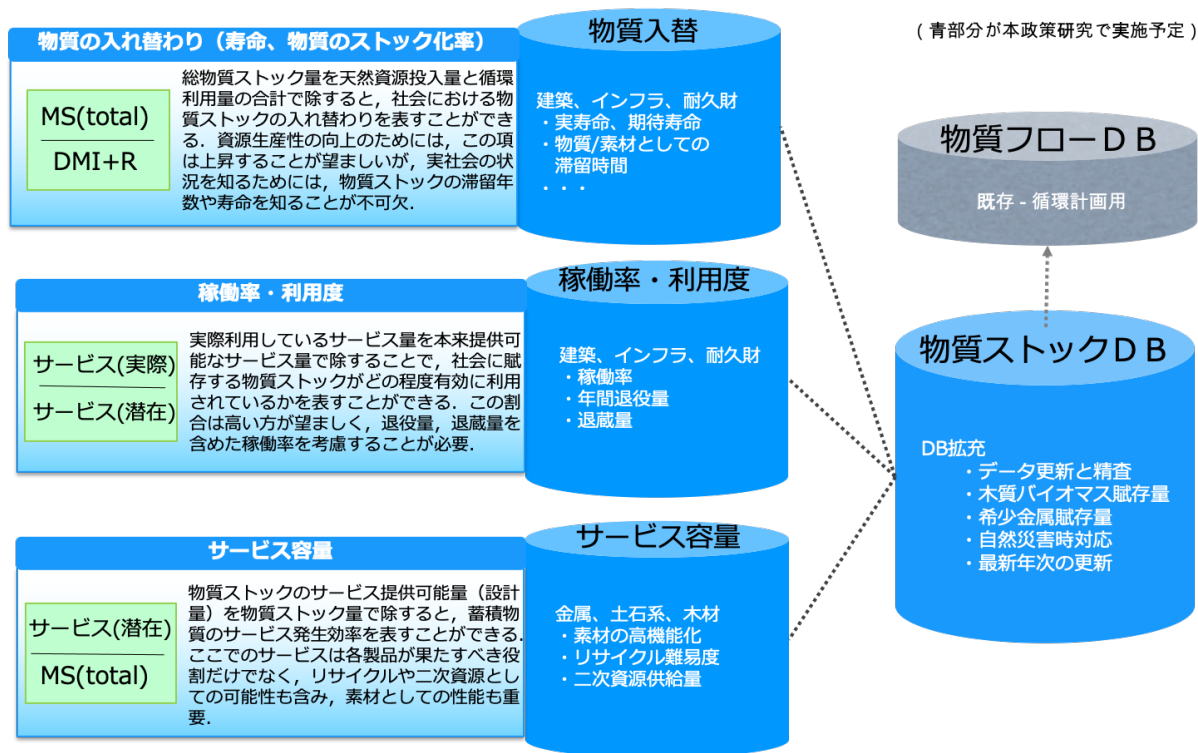 (青部分が本政策研究で実施予定)
物質の入れ替わり（寿命、物質のストック化率）
MS(total)
DMI+R
総物質ストック量を天然資源投入量と循環
利用量の合計で除すると，社会における物
質ストックの入れ替わりを表すことができ
る．資源生産性の向上のためには，この項
は上昇することが望ましいが，実社会の状
況を知るためには，物質ストックの滞留年
数や寿命を知ることが不可欠．
物質入替
建築、インフラ、耐久財
・実寿命、期待寿命
・物質/素材としての
滞留時間
・・・
稼働率・利用度
サービス(実際)
サービス(潜在)
実際利用しているサービス量を本来提供可
能なサービス量で除することで，社会に賦
存する物質ストックがどの程度有効に利用
されているかを表すことができる．この割
合は高い方が望ましく，退役量，退蔵量を
含めた稼働率を考慮することが必要．
稼働率・利用度
建築、インフラ、耐久財
・稼働率
・年間退役量
・退蔵量
サービス容量
サービス(潜在)
MS(total)
物質ストックのサービス提供可能量（設計
量）を物質ストック量で除すると，蓄積物
質のサービス発生効率を表すことができる．
ここでのサービスは各製品が果たすべき役
割だけでなく，リサイクルや二次資源とし
ての可能性も含み，素材としての性能も重
要．
サービス容量
金属、土石系、木材
・素材の高機能化
・リサイクル難易度
・二次資源供給量
物質フローＤＢ
既存 - 循環計画用
物質ストックＤＢ
DB拡充
・データ更新と精査
・木質バイオマス賦存量
・希少金属賦存量
・自然災害時対応
・最新年次の更新